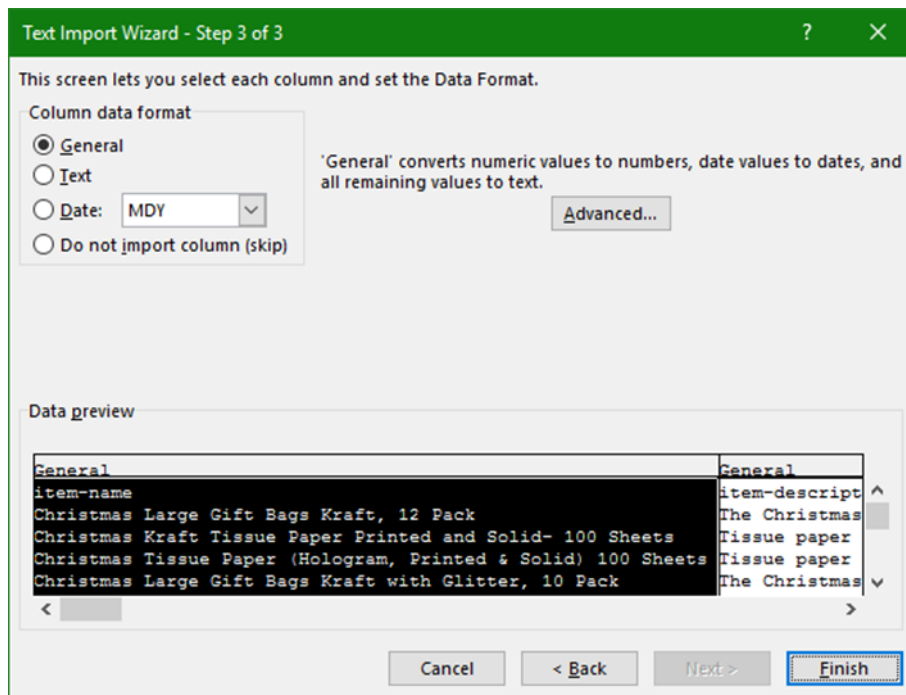 Text Import Wizard - Step 3 of 3
This screen lets you select each column and set the Data Format.
Column data format
General
Text
Date: MDY
Do not import column (skip)
'General' converts numeric values to numbers, date values to dates, and
all remaining values to text.
Advanced...
Data preview
General General
item-name item-descript
Christmas Large Gift Bags Kraft, 12 Pack The Christmas
Christmas Kraft Tissue Paper Printed and Solid- 100 Sheets Tissue paper
Christmas Tissue Paper (Hologram, Printed & Solid) 100 Sheets Tissue paper
Christmas Large Gift Bags Kraft with Glitter, 10 Pack The Christmas
Cancel < Back Next > Finish